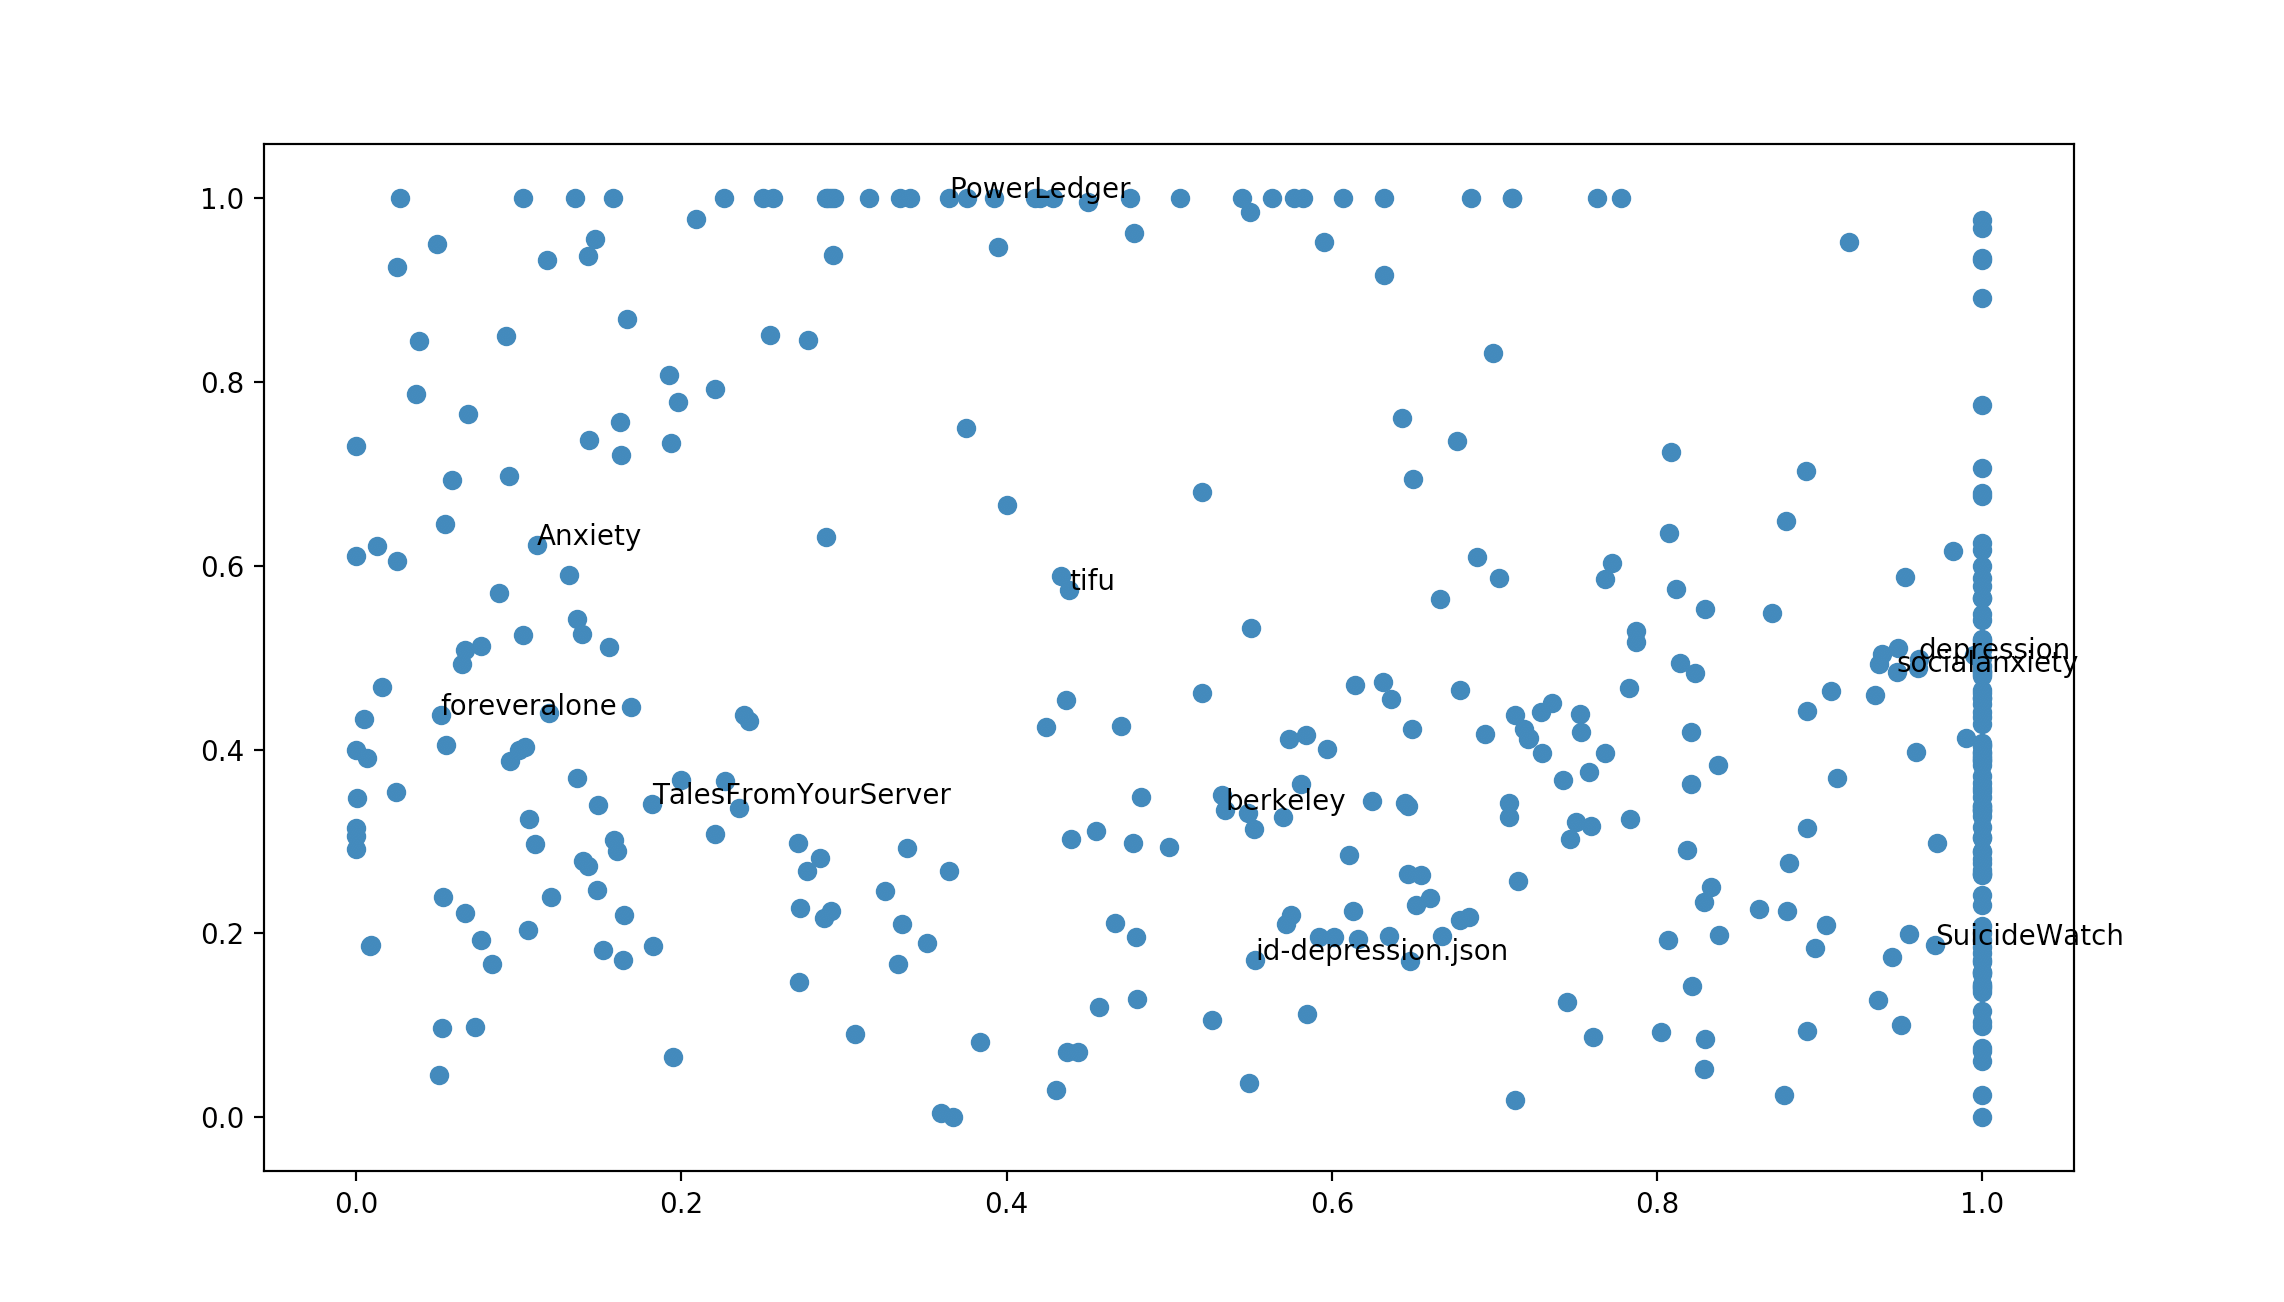 1.0
PowerLedger
0.8
Anxiety
0.6
tifu
depression
socialanxiety
foreveralone
0.4
TalesFromYourServer
berkeley
0.2
SuicideWatch
id-depression.json
0.0
0.0 0.2 0.4 0.6 0.8 1.0